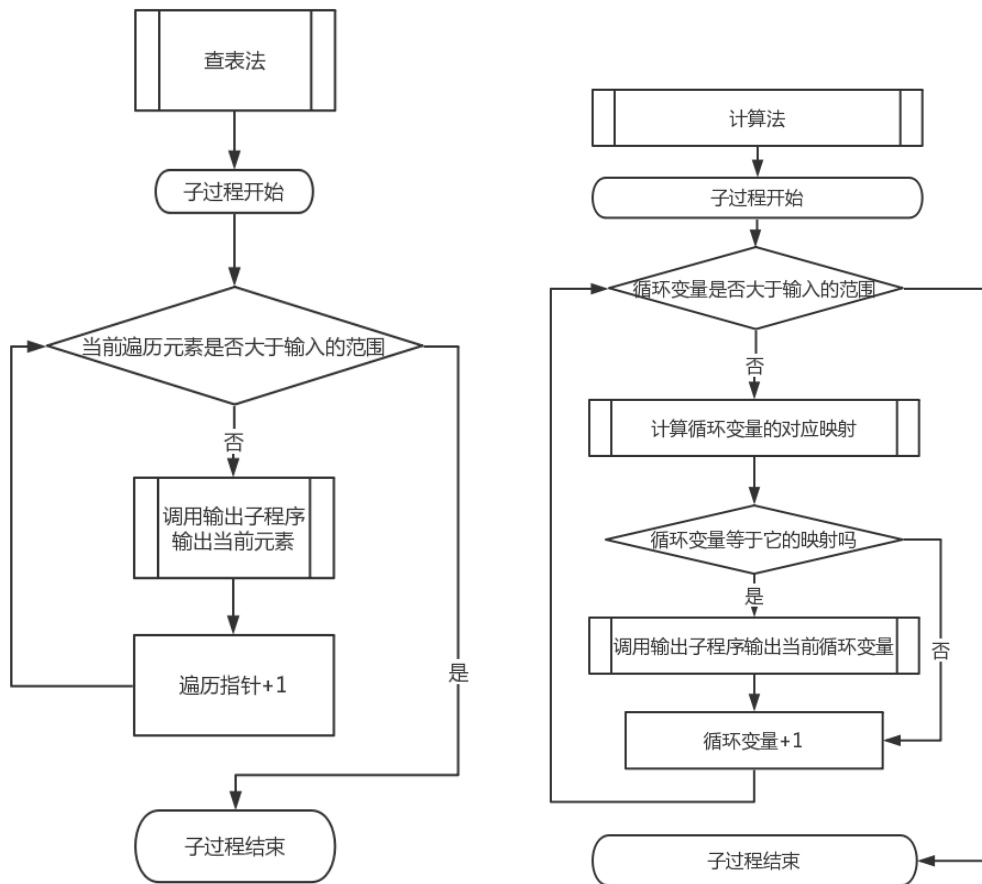 查表法
子过程开始
当前遍历元素是否大于输入的范围
否
调用输出子程序
输出当前元素
遍历指针+1
是
子过程结束
计算法
子过程开始
循环变量是否大于输入的范围
否
计算循环变量的对应映射
循环变量等于它的映射吗
是
调用输出子程序输出当前循环变量
否
循环变量+1
子过程结束